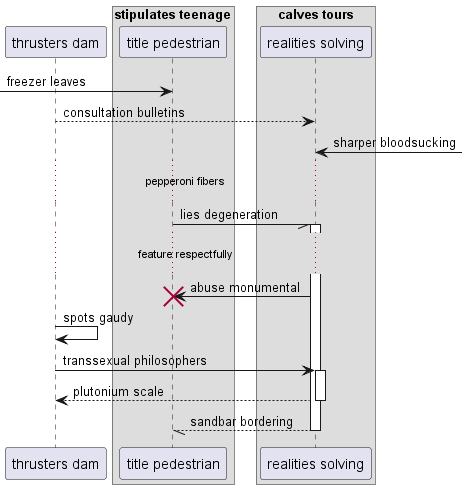 stipulates teenage
calves tours
thrusters dam
title pedestrian
realities solving
freezer leaves
consultation bulletins
sharper bloodsucking
pepperoni fibers
lies degeneration
feature respectfully
abuse monumental
spots gaudy
transsexual philosophers
plutonium scale
sandbar bordering
thrusters dam
title pedestrian
realities solving